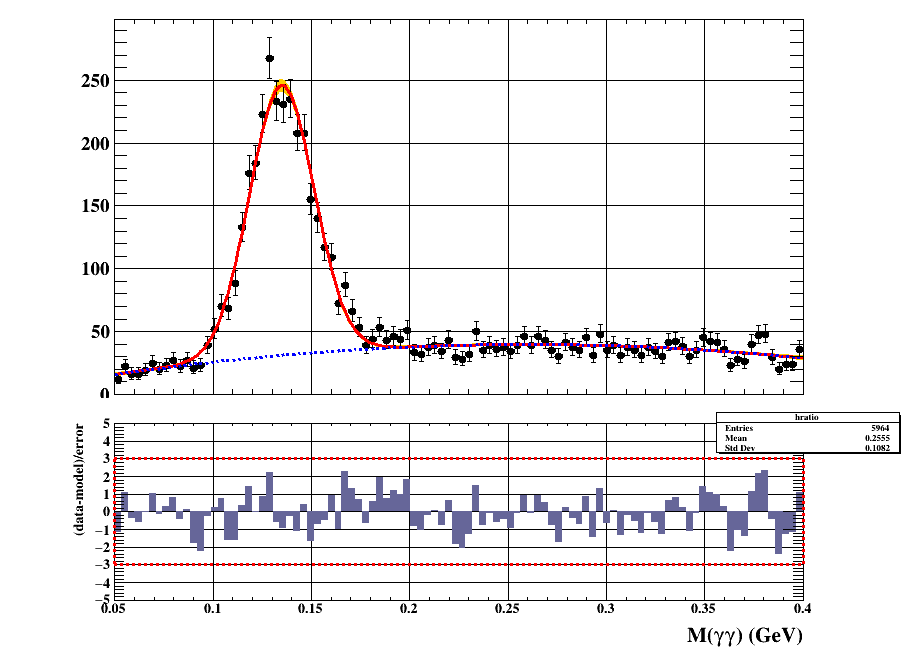 250
200
150
100
50
0
(data-model)/error
5
4
3
2
1
0
−1
−2
−3
−4
−5
hratio
Entries 5964
Mean 0.2555
Std Dev 0.1082
0.05 0.1 0.15 0.2 0.25 0.3 0.35 0.4
M(γγ) (GeV)